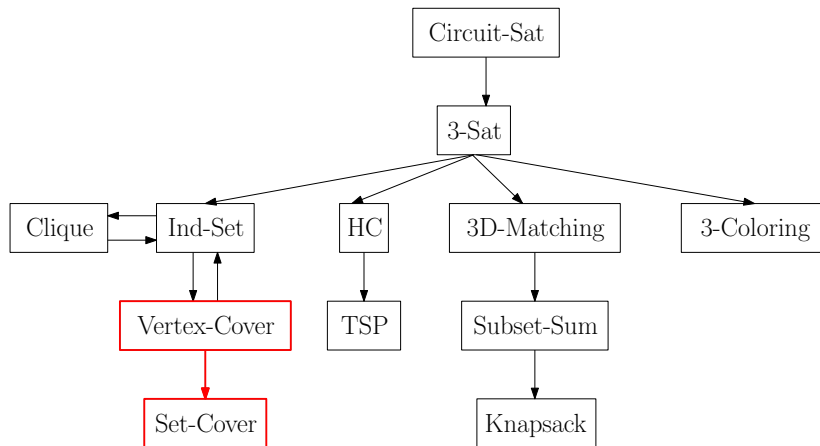 Circuit-Sat
3-Sat
Clique
Ind-Set
HC
3D-Matching
3-Coloring
Vertex-Cover
TSP
Subset-Sum
Set-Cover
Knapsack